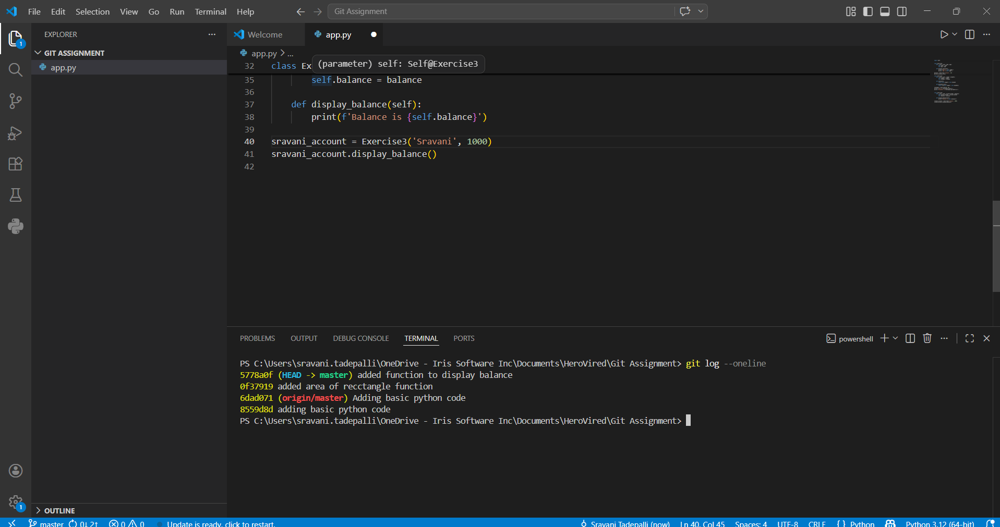 File Edit Selection View Go Run Terminal Help
Git Assignment
EXPLORER
GIT ASSIGNMENT
app.py
1
Welcome
app.py
app.py > ...
32 class Ex
(parameter) self: Self@Exercise3
35 self.balance = balance
36
37 def display_balance(self):
38 print(f'Balance is {self.balance}')
39
40 sravani_account = Exercise3('Sravani', 1000)
41 sravani_account.display_balance()
42
PROBLEMS OUTPUT DEBUG CONSOLE TERMINAL PORTS
powershell
PS C:\Users\sravani.tadepalli\OneDrive - Iris Software Inc\Documents\HeroVired\Git Assignment> git log --oneline
5778a0f (HEAD -> master) added function to display balance
0f37919 added area of recctangle function
6dad071 (origin/master) Adding basic python code
8559d8d adding basic python code
PS C:\Users\sravani.tadepalli\OneDrive - Iris Software Inc\Documents\HeroVired\Git Assignment>
1
OUTLINE
master 0↓ 2↑ 0 0 Update is ready, click to restart. Sravani Tadepalli (now) Ln 40, Col 45 Spaces: 4 UTF-8 CRLF { } Python Python 3.12 (64-bit)